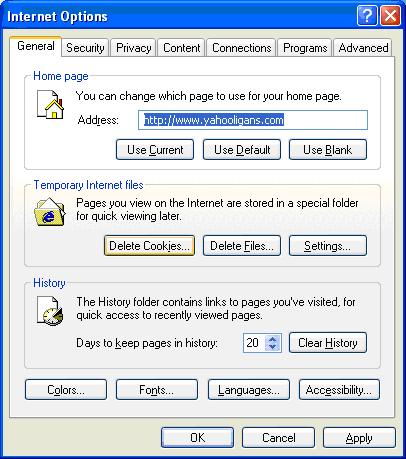 Internet Options
General Security Privacy Content Connections Programs Advanced
Home page
You can change which page to use for your home page.
Address: http://www.yahooligans.com
Use Current Use Default Use Blank
Temporary Internet files
Pages you view on the Internet are stored in a special folder
for quick viewing later.
Delete Cookies... Delete Files... Settings...
History
The History folder contains links to pages you've visited, for
quick access to recently viewed pages.
Days to keep pages in history: 20 Clear History
Colors... Fonts... Languages... Accessibility...
OK Cancel Apply